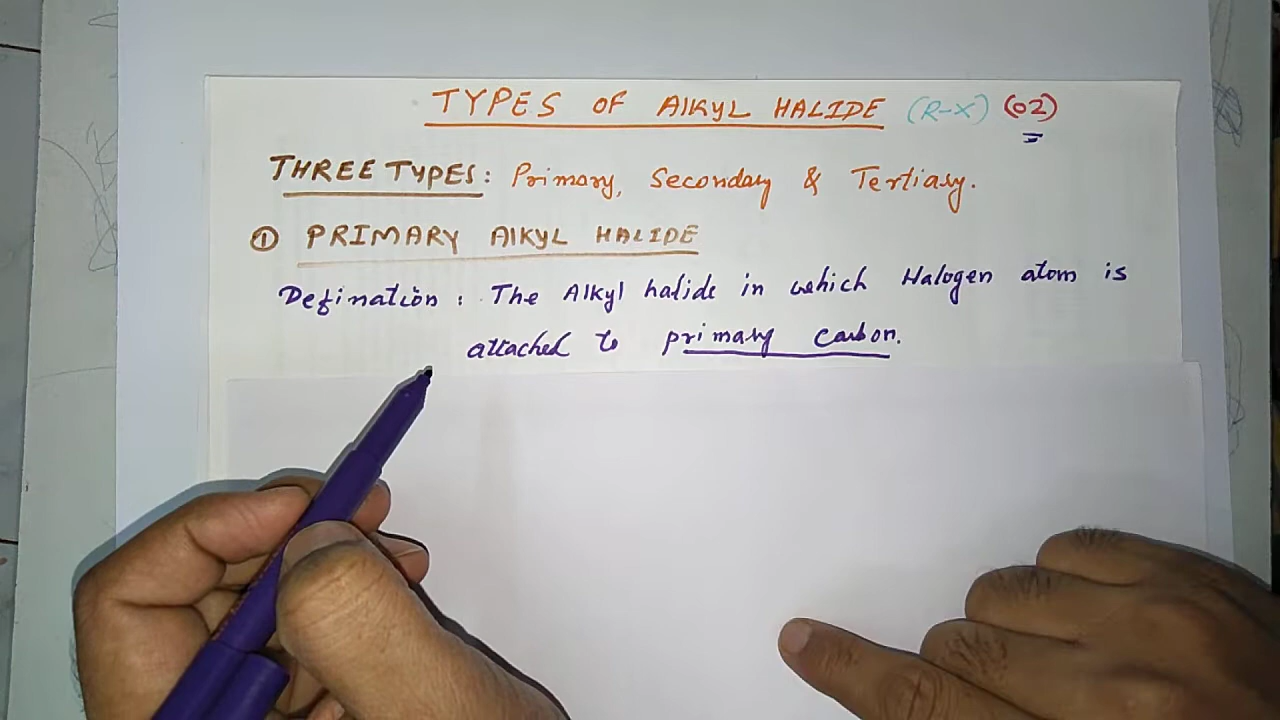 TYPES OF AlKYL HALIDE (R-X) (02)
THREE TYPES: Primary, Secondary & Tertiary.
① PRIMARY AlKYL HALIDE
Defination : The Alkyl halide in which Halogen atom is
attached to primary carbon.